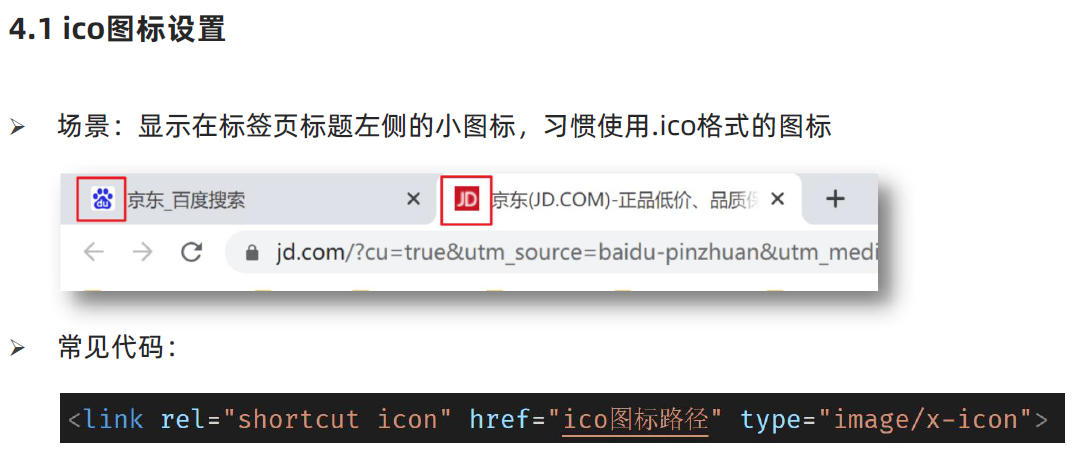 4.1 ico图标设置
场景：显示在标签页标题左侧的小图标，习惯使用.ico格式的图标
du 京东_百度搜索 JD 京东(JD.COM)-正品低价、品质保
jd.com/?cu=true&utm_source=baidu-pinzhuan&utm_medi
常见代码：
<link rel="shortcut icon" href="ico图标路径" type="image/x-icon">